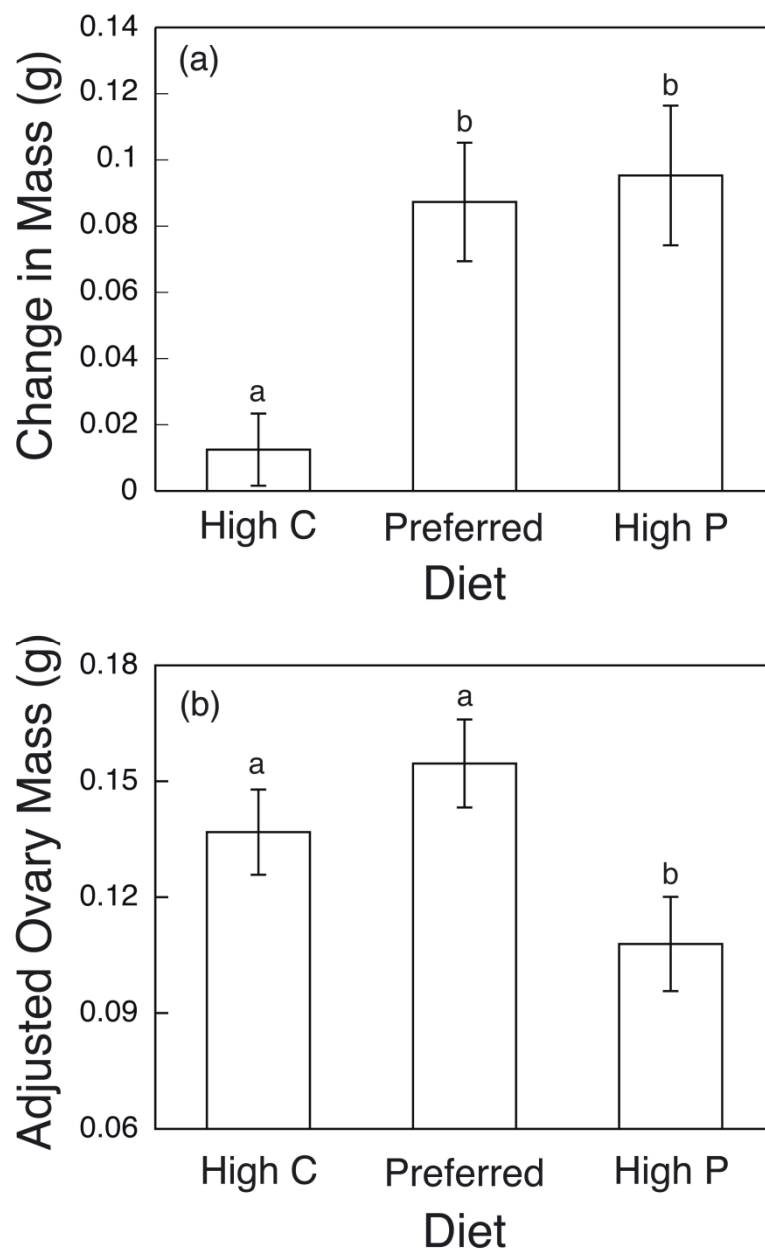 (a)
Change in Mass (g)
0.14
0.12
0.1
0.08
0.06
0.04
0.02
0
a
b
b
High C Preferred High P
Diet
(b)
Adjusted Ovary Mass (g)
0.18
0.15
0.12
0.09
0.06
a
a
b
High C Preferred High P
Diet